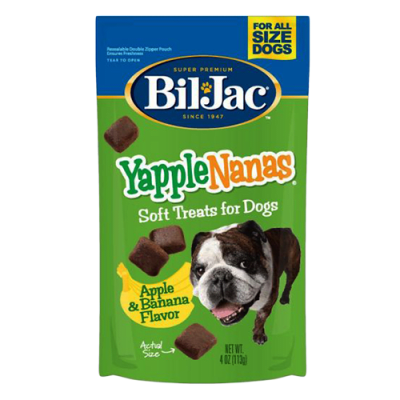 Resealable Double Zipper Pouch
Ensures Freshness
TEAR TO OPEN
FOR ALL
SIZE
DOGS
SUPER PREMIUM
Bil Jac
SINCE 1947
YappleNanas®
Soft Treats for Dogs
Apple
& Banana
Flavor
Actual
Size
NET WT.
4 OZ (113g)